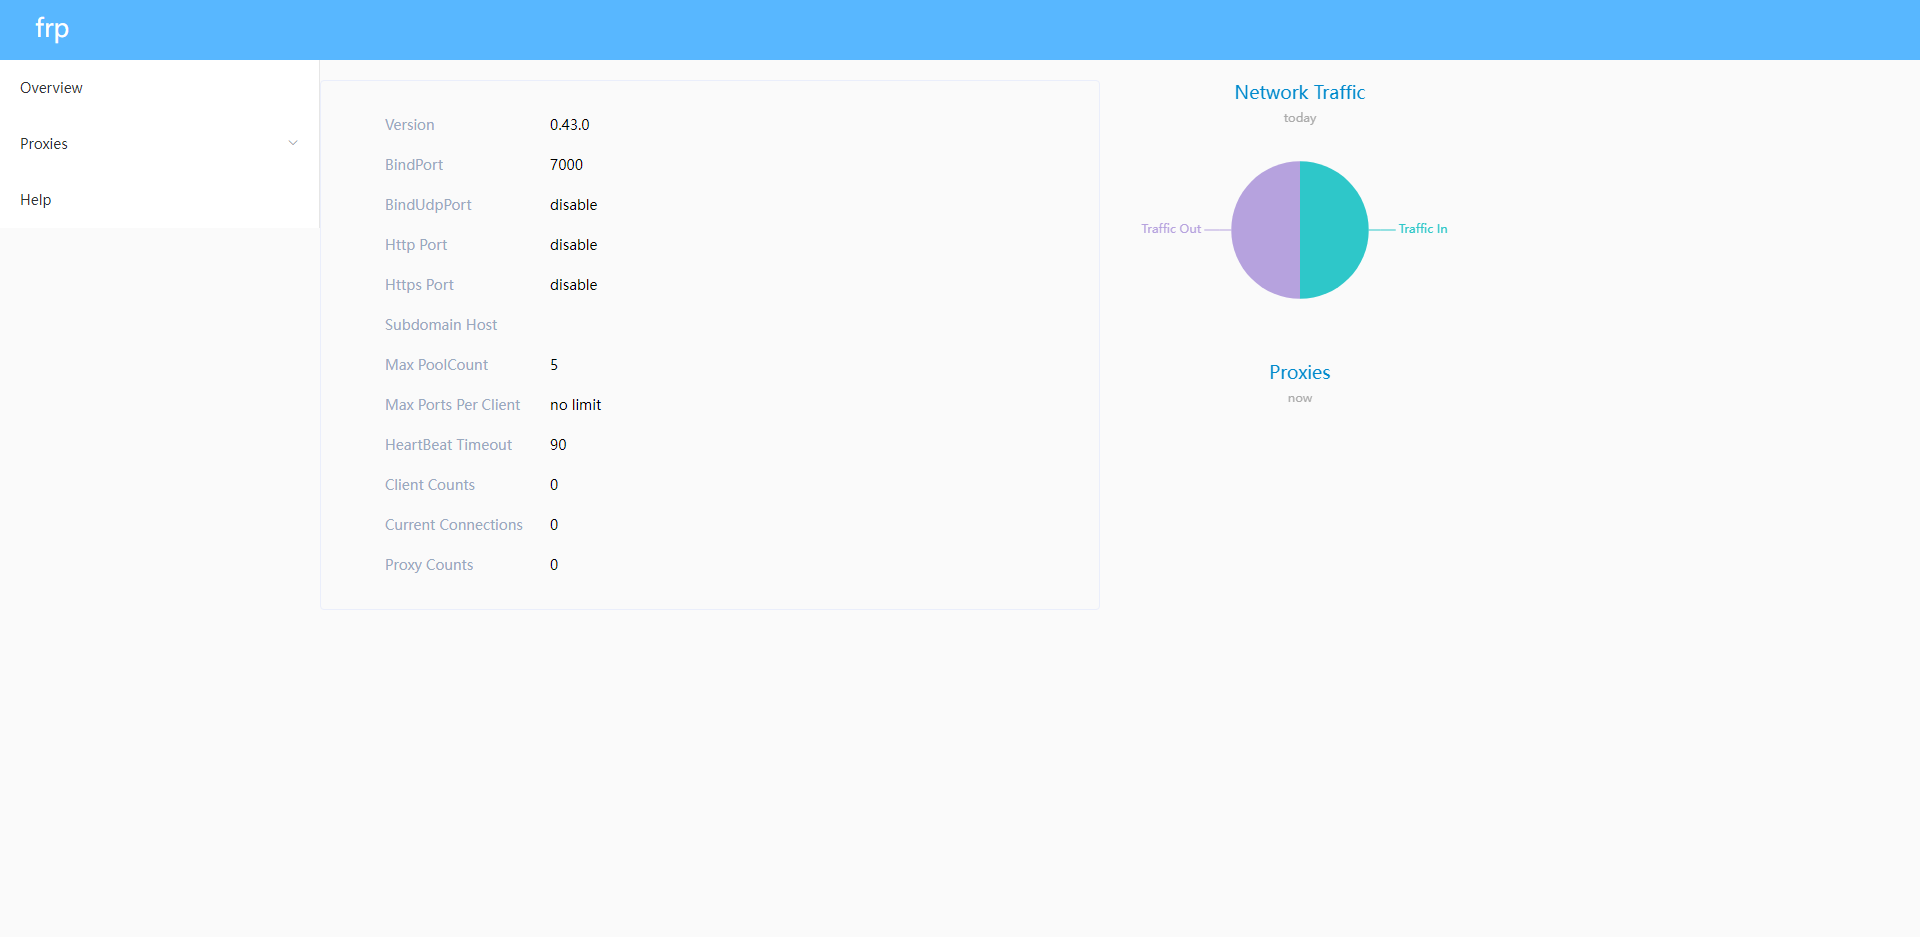 frp
Overview
Proxies
Help
Version 0.43.0
BindPort 7000
BindUdpPort disable
Http Port disable
Https Port disable
Subdomain Host
Max PoolCount 5
Max Ports Per Client no limit
HeartBeat Timeout 90
Client Counts 0
Current Connections 0
Proxy Counts 0
Network Traffic
today
Traffic Out
Traffic In
Proxies
now